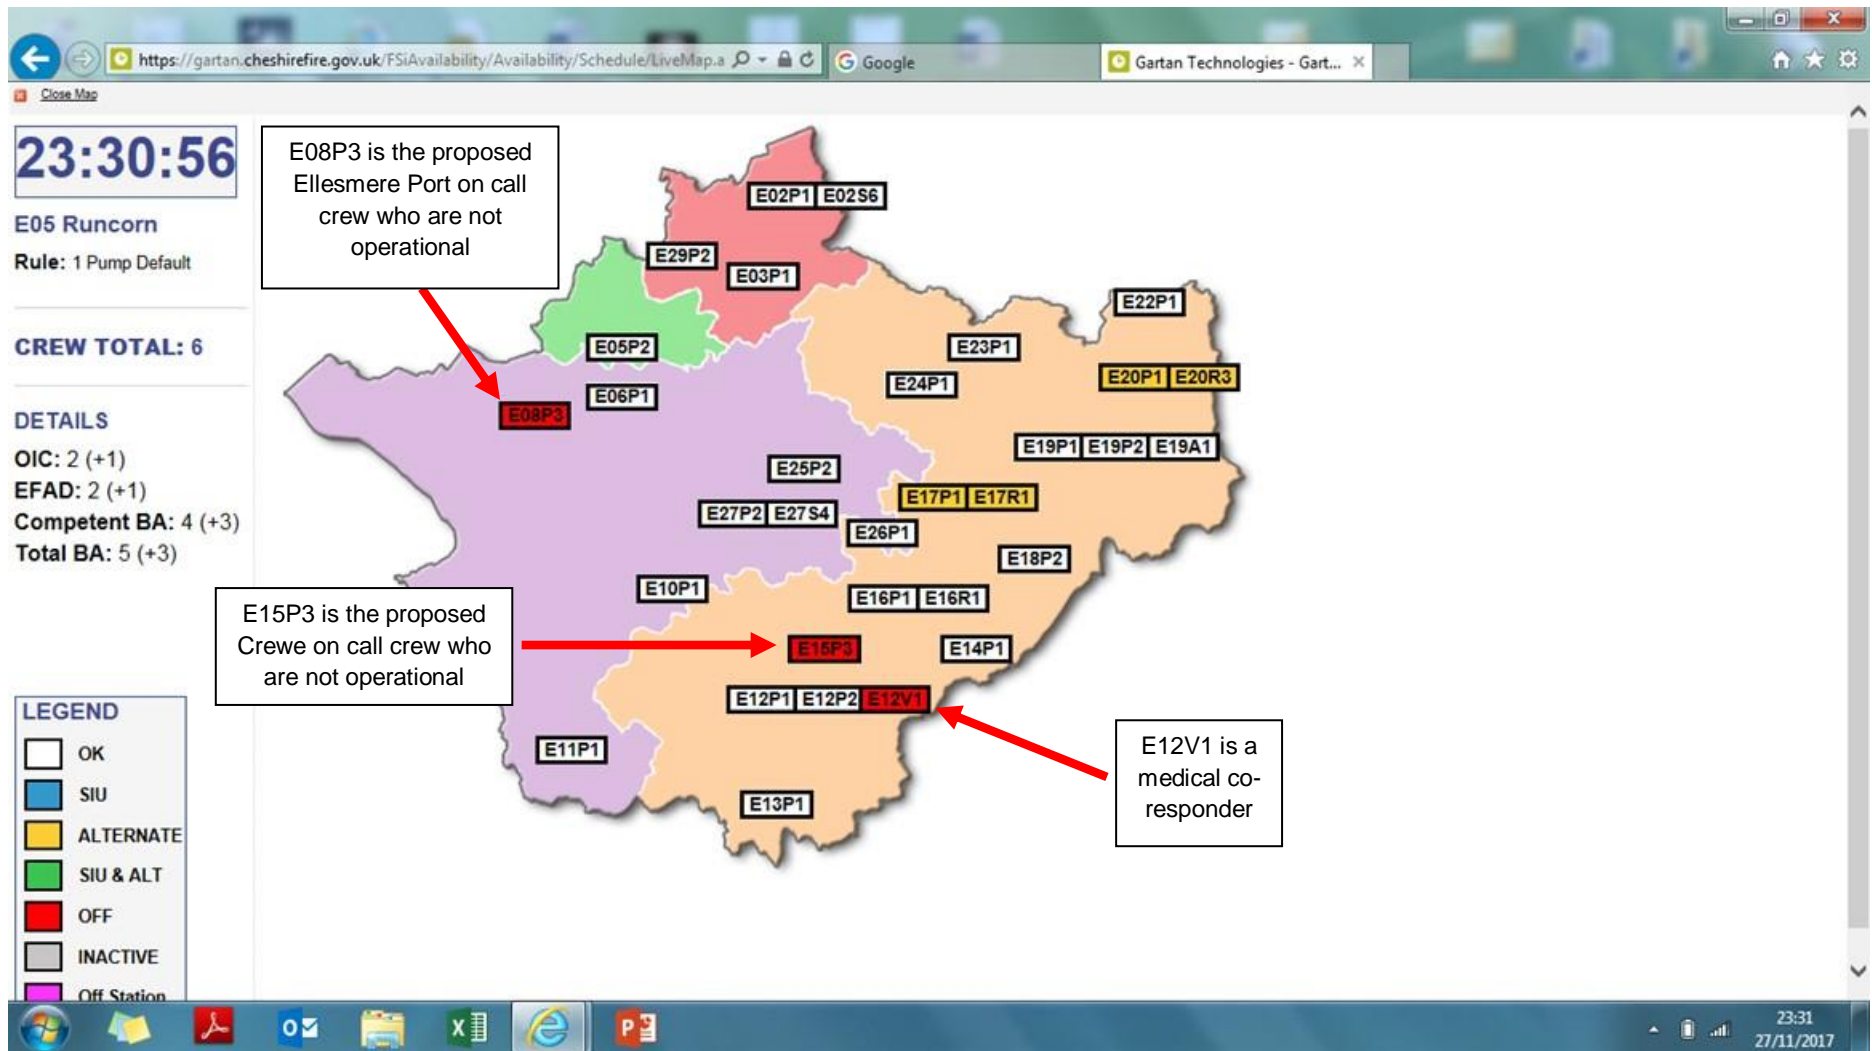 https://gartan.cheshirefire.gov.uk/FSiAvailability/Availability/Schedule/LiveMap.a
Google
Gartan Technologies - Gart...
Close Map
23:30:56
E05 Runcorn
Rule: 1 Pump Default
CREW TOTAL: 6
DETAILS
OIC: 2 (+1)
EFAD: 2 (+1)
Competent BA: 4 (+3)
Total BA: 5 (+3)
E08P3 is the proposed
Ellesmere Port on call
crew who are not
operational
E02P1 E02S6
E29P2
E03P1
E22P1
E05P2
E23P1
E20P1 E20R3
E24P1
E06P1
E08P3
E19P1 E19P2 E19A1
E25P2
E17P1 E17R1
E27P2 E27S4
E26P1
E18P2
E10P1
E16P1 E16R1
E15P3 is the proposed
Crewe on call crew who
are not operational
E15P3
E14P1
E12P1 E12P2 E12V1
E11P1
E12V1 is a
medical co-
responder
E13P1
LEGEND
OK
SIU
ALTERNATE
SIU & ALT
OFF
INACTIVE
Off Station
23:31
27/11/2017